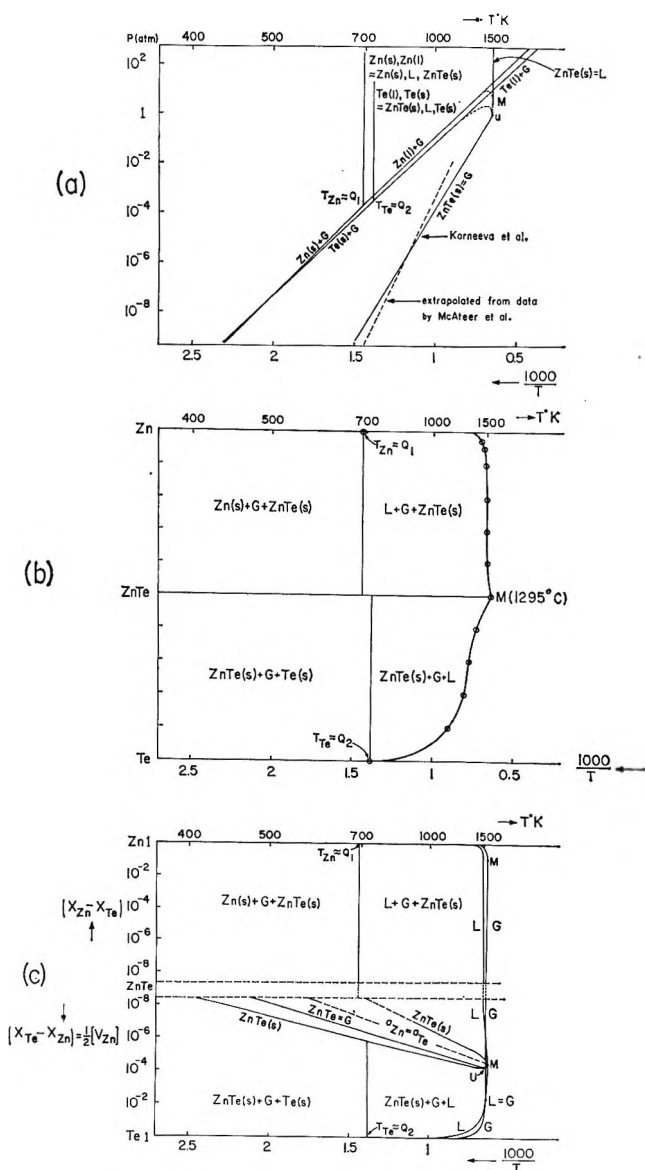 → T°K
P(atm) 400 500 700 1000 1500
10²
1
10⁻²
10⁻⁴
10⁻⁶
10⁻⁸
(a)
Zn(s), Zn(l)
≈Zn(s), L, ZnTe(s)
Te(l), Te(s)
≈ZnTe(s), L, Te(s)
ZnTe(s)=L
Te(l)+G
M
u
Zn(l)+G
T_Zn≈Q₁
T_Te≈Q₂
Zn(s)+G
Te(s)+G
ZnTe(s)=G
Korneeva et al.
extrapolated from data
by McAteer et al.
2.5 2 1.5 1 0.5
← 1000/T
→ T°K
400 500 700 1000 1500
Zn
T_Zn≈Q₁
Zn(s)+G+ZnTe(s)
L+G+ZnTe(s)
(b)
ZnTe
M(1295°C)
ZnTe(s)+G+Te(s)
ZnTe(s)+G+L
T_Te≈Q₂
Te
2.5 2 1.5 1 0.5
1000/T ←
→ T°K
400 500 700 1000 1500
Zn 1
T_Zn≈Q₁
M
10⁻²
10⁻⁴
10⁻⁶
10⁻⁸
[X_Zn-X_Te]
↑
Zn(s)+G+ZnTe(s)
L+G+ZnTe(s)
L G
(c)
ZnTe
10⁻⁸
10⁻⁶
10⁻⁴
10⁻²
↓
[X_Te-X_Zn]=½[V_Zn]
ZnTe(s)
ZnTe=G
σ_Zn=σ_Te
ZnTe(s)
L G
M
U
ZnTe(s)+G+Te(s)
ZnTe(s)+G+L
L=G
T_Te≈Q₂
L G
Te 1
2.5 2 1.5 1
← 1000/T